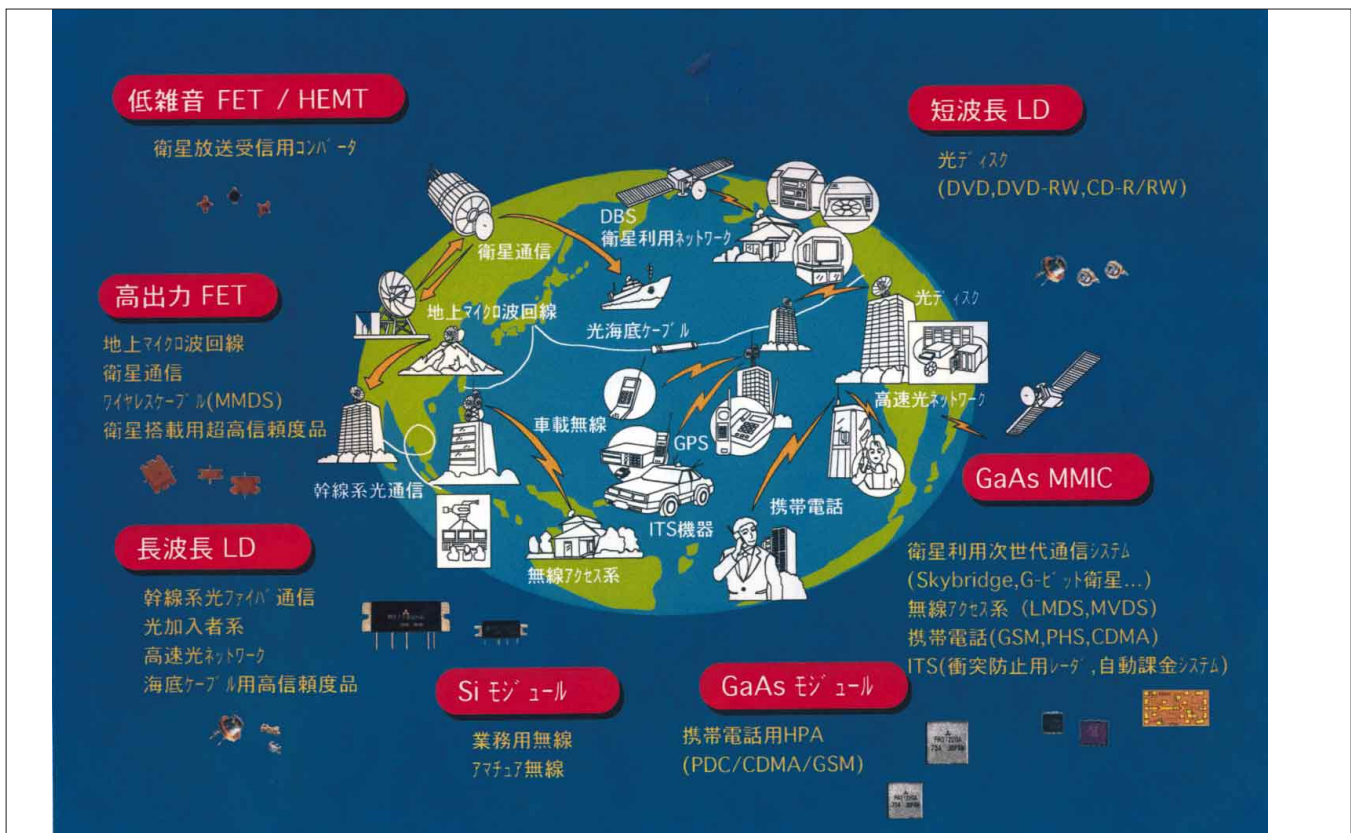 低雑音 FET / HEMT
衛星放送受信用ｺﾝﾊﾞｰﾀ
短波長 LD
光ﾃﾞｨｽｸ
(DVD,DVD-RW,CD-R/RW)
高出力 FET
地上ﾏｲｸﾛ波回線
衛星通信
ﾜｲﾔﾚｽｹｰﾌﾞﾙ(MMDS)
衛星搭載用超高信頼度品
DBS
衛星利用ﾈｯﾄﾜｰｸ
衛星通信
地上ﾏｲｸﾛ波回線
光海底ｹｰﾌﾞﾙ
光ﾃﾞｨｽｸ
高速光ﾈｯﾄﾜｰｸ
車載無線
GPS
幹線系光通信
ITS機器
携帯電話
無線ｱｸｾｽ系
GaAs MMIC
衛星利用次世代通信ｼｽﾃﾑ
(Skybridge,G-ﾋﾞｯﾄ衛星...)
無線ｱｸｾｽ系 (LMDS,MVDS)
携帯電話(GSM,PHS,CDMA)
ITS(衝突防止用ﾚｰﾀﾞ,自動課金ｼｽﾃﾑ)
長波長 LD
幹線系光ﾌｧｲﾊﾞ通信
光加入者系
高速光ﾈｯﾄﾜｰｸ
海底ｹｰﾌﾞﾙ用高信頼度品
Si ﾓｼﾞｭｰﾙ
業務用無線
ｱﾏﾁｭｱ無線
GaAs ﾓｼﾞｭｰﾙ
携帯電話用HPA
(PDC/CDMA/GSM)